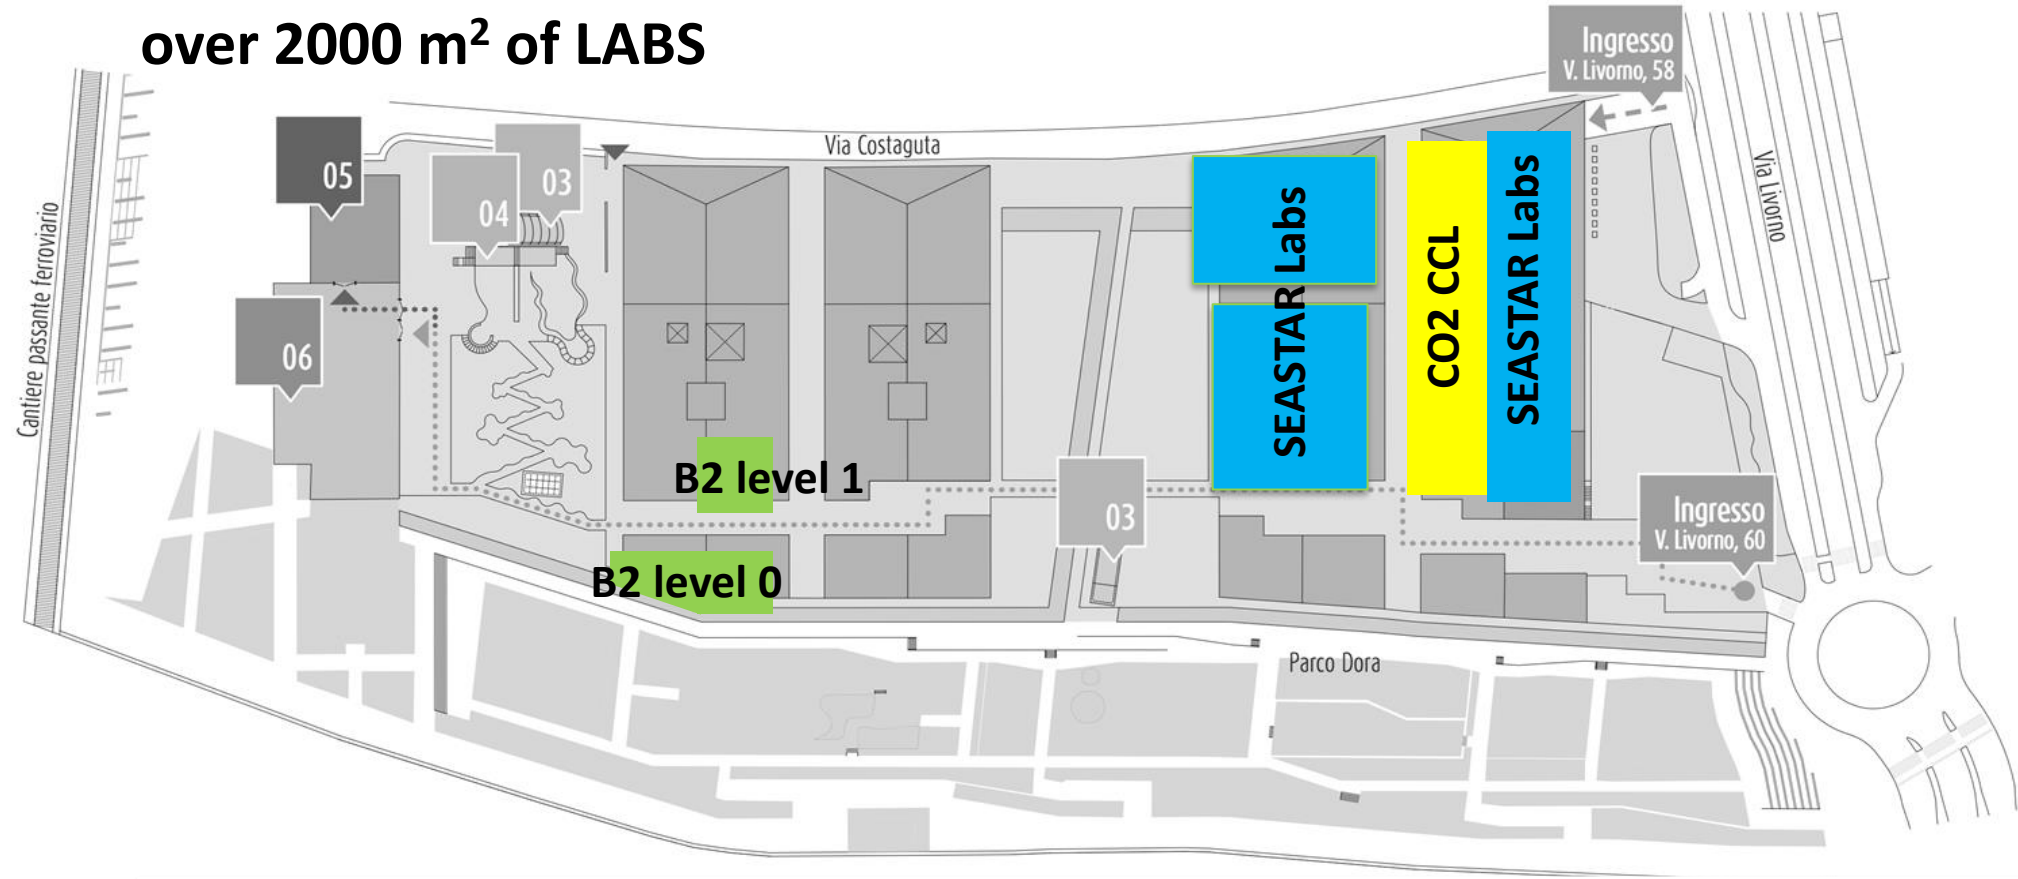 over 2000 m² of LABS
Ingresso
V. Livorno, 58
Via Costaguta
Via Livorno
Cantiere passante ferroviario
05
04
03
06
SEASTAR Labs
CO2 CCL
SEASTAR Labs
B2 level 1
B2 level 0
03
Ingresso
V. Livorno, 60
Parco Dora